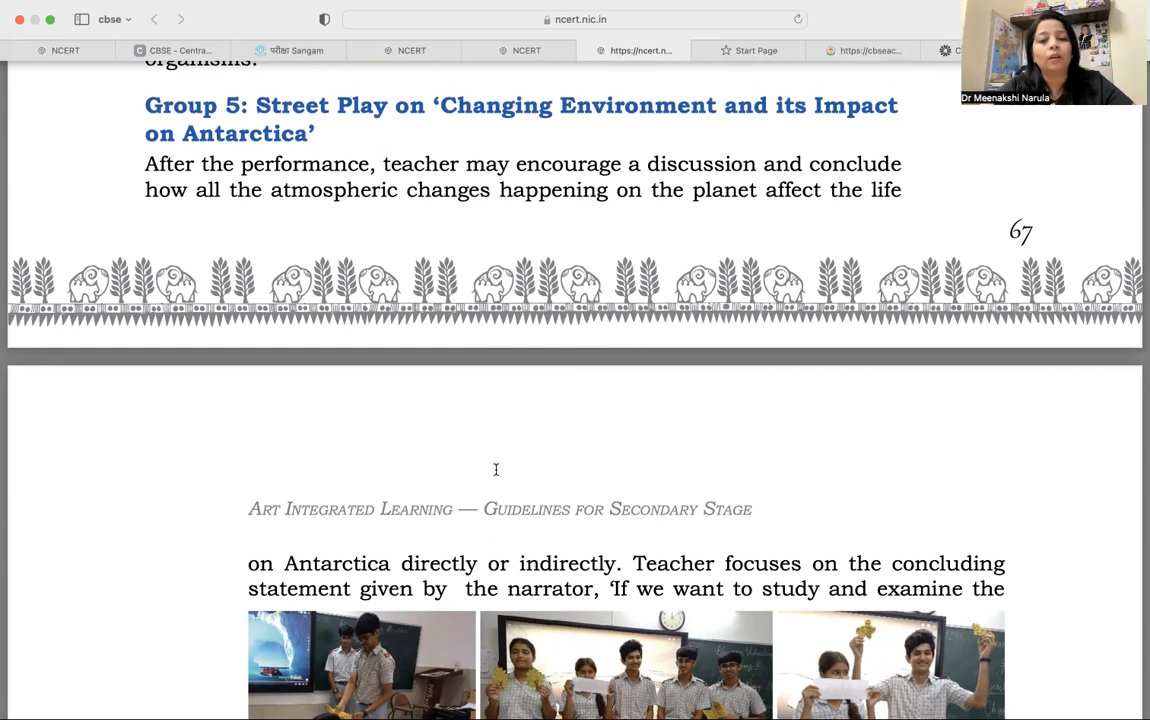 cbse
ncert.nic.in
NCERT
CBSE - Centra...
परीक्षा Sangam
NCERT
NCERT
https://ncert.n...
Start Page
https://cbseac...
C
Dr Meenakshi Narula
organisms.
Group 5: Street Play on ‘Changing Environment and its Impact
on Antarctica’
After the performance, teacher may encourage a discussion and conclude
how all the atmospheric changes happening on the planet affect the life
67
Art Integrated Learning — Guidelines for Secondary Stage
on Antarctica directly or indirectly. Teacher focuses on the concluding
statement given by the narrator, ‘If we want to study and examine the